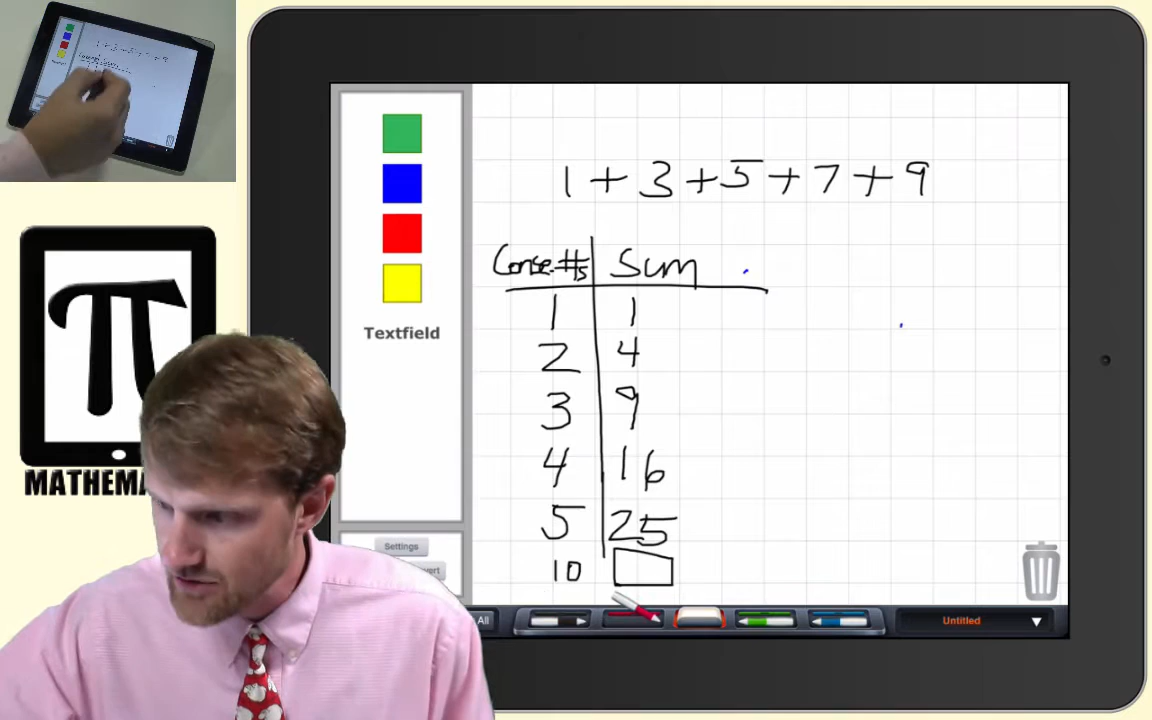 1 + 3 + 5 + 7 + 9
Conse. #s Sum
1 1
2 4
3 9
4 16
5 25
10
Textfield
Settings
All
Untitled
MATHEMA